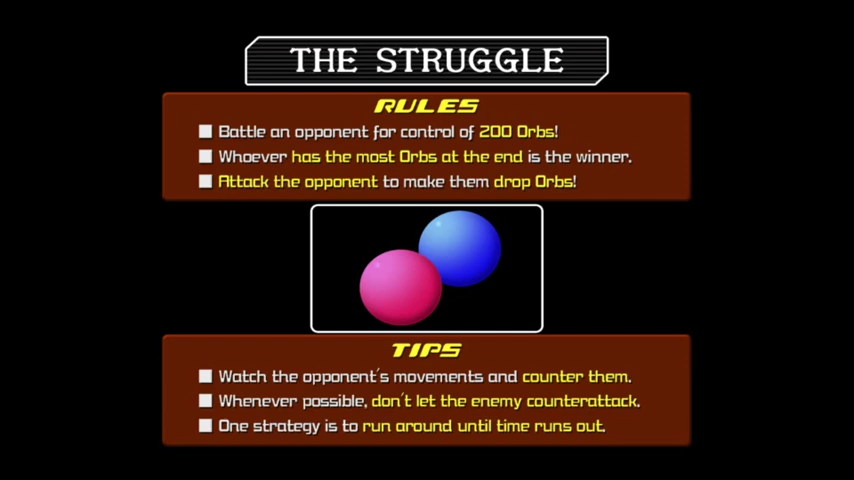 THE STRUGGLE
RULES
Battle an opponent for control of 200 Orbs!
Whoever has the most Orbs at the end is the winner.
Attack the opponent to make them drop Orbs!
TIPS
Watch the opponent's movements and counter them.
Whenever possible, don't let the enemy counterattack.
One strategy is to run around until time runs out.